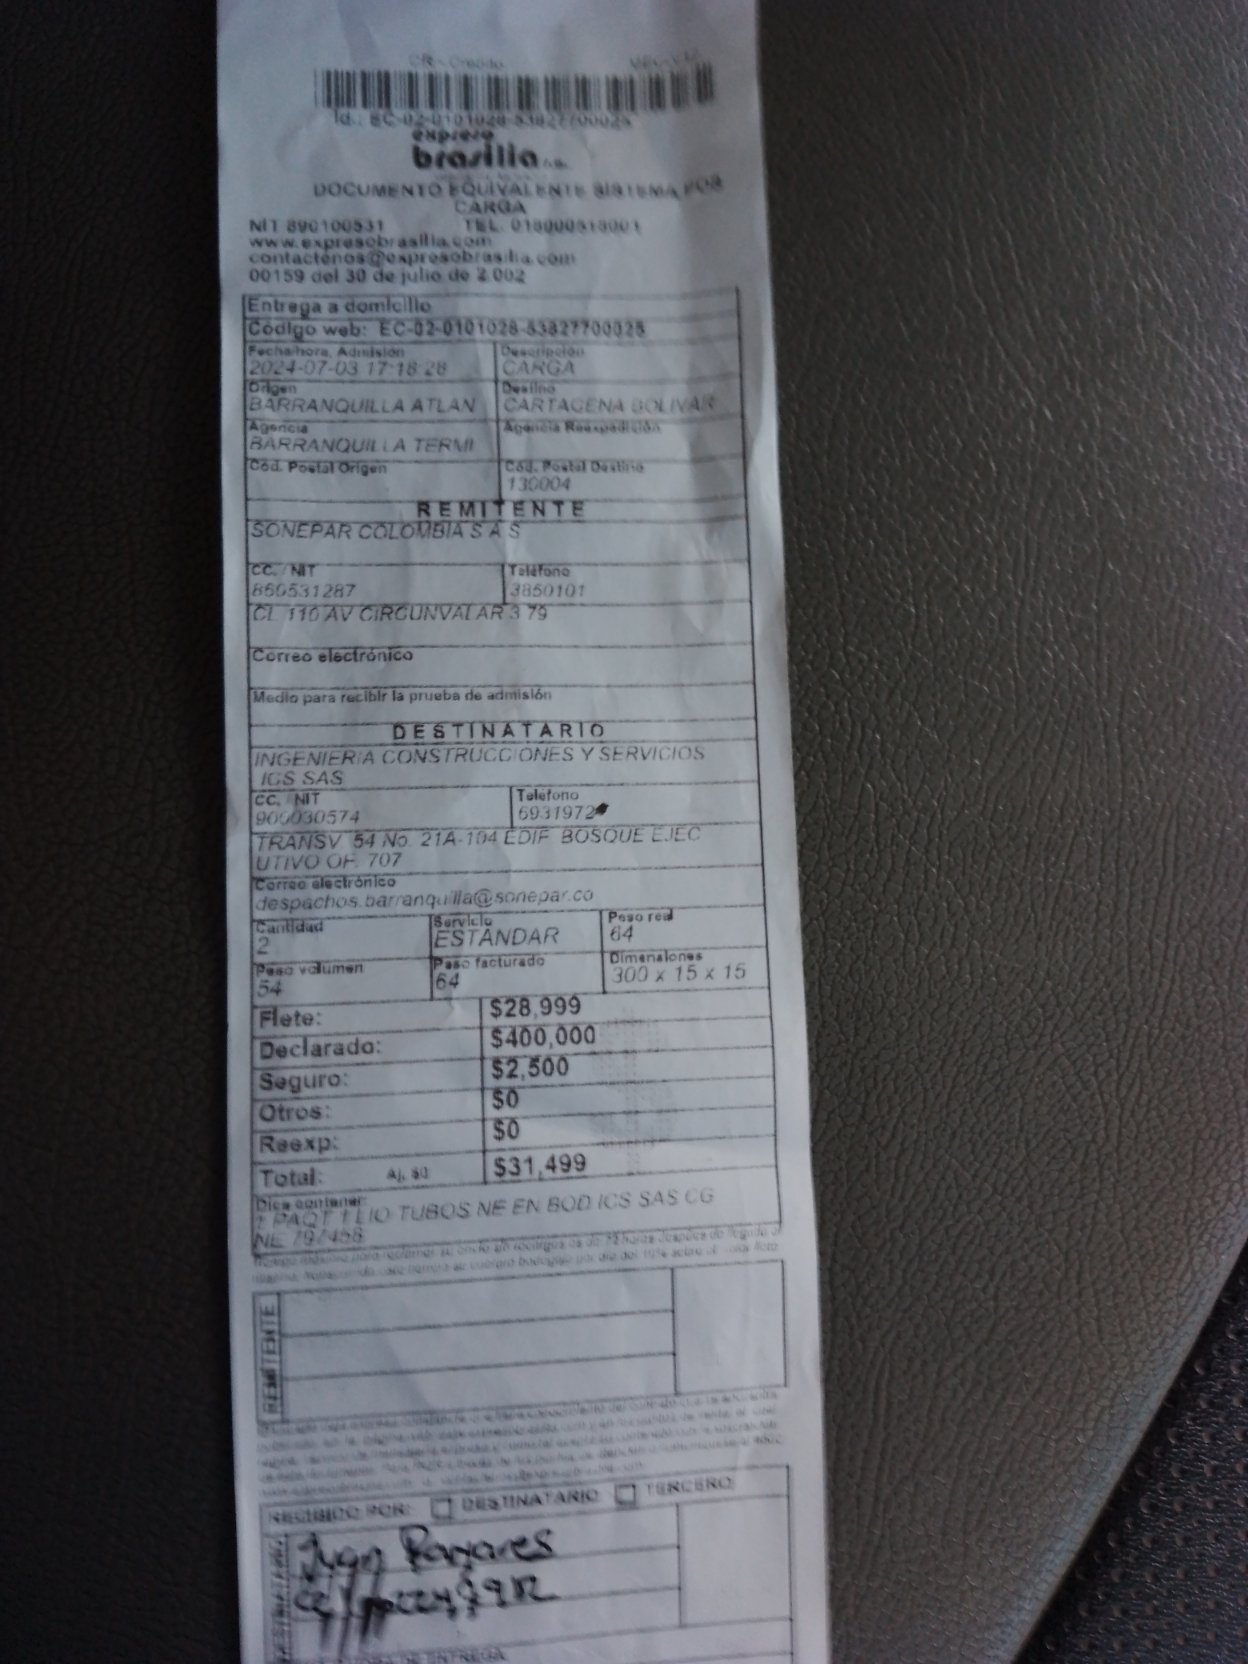 CR - Credito
Id.: EC-02-0101028-53827700025
expreso
brasilia S.A.
DOCUMENTO EQUIVALENTE SISTEMA POS
CARGA
NIT 890100531 TEL. 018000518001
www.expresobrasilia.com
contactenos@expresobrasilia.com
00159 del 30 de julio de 2.002
Entrega a domicilio
Código web: EC-02-0101028-53827700025
Fecha/hora, Admisión Descripción
2024-07-03 17:18:28 CARGA
Origen Destino
BARRANQUILLA ATLAN CARTAGENA BOLIVAR
Agencia Agencia Reexpedición
BARRANQUILLA TERMI
Cód. Postal Origen Cód. Postal Destino
130004
REMITENTE
SONEPAR COLOMBIA S A S
CC. / NIT Teléfono
860531287 3850101
CL 110 AV CIRCUNVALAR 3 79
Correo electrónico
Medio para recibir la prueba de admisión
DESTINATARIO
INGENIERIA CONSTRUCCIONES Y SERVICIOS
ICS SAS
CC. / NIT Teléfono
900030574 6931972
TRANSV 54 No. 21A-104 EDIF BOSQUE EJEC
UTIVO OF. 707
Correo electrónico
despachos.barranquilla@sonepar.co
Cantidad Servicio Peso real
2 ESTANDAR 64
Peso volumen Peso facturado Dimensiones
54 64 300 x 15 x 15
Flete: $28,999
Declarado: $400,000
Seguro: $2,500
Otros: $0
Reexp: $0
Total: Aj. $0 $31,499
Dice contener:
1 PAQT 1 LIO TUBOS NE EN BOD ICS SAS CG
NE 797458
REMITENTE
RECIBIDO POR: DESTINATARIO TERCERO
Juan
DE ENTREGA